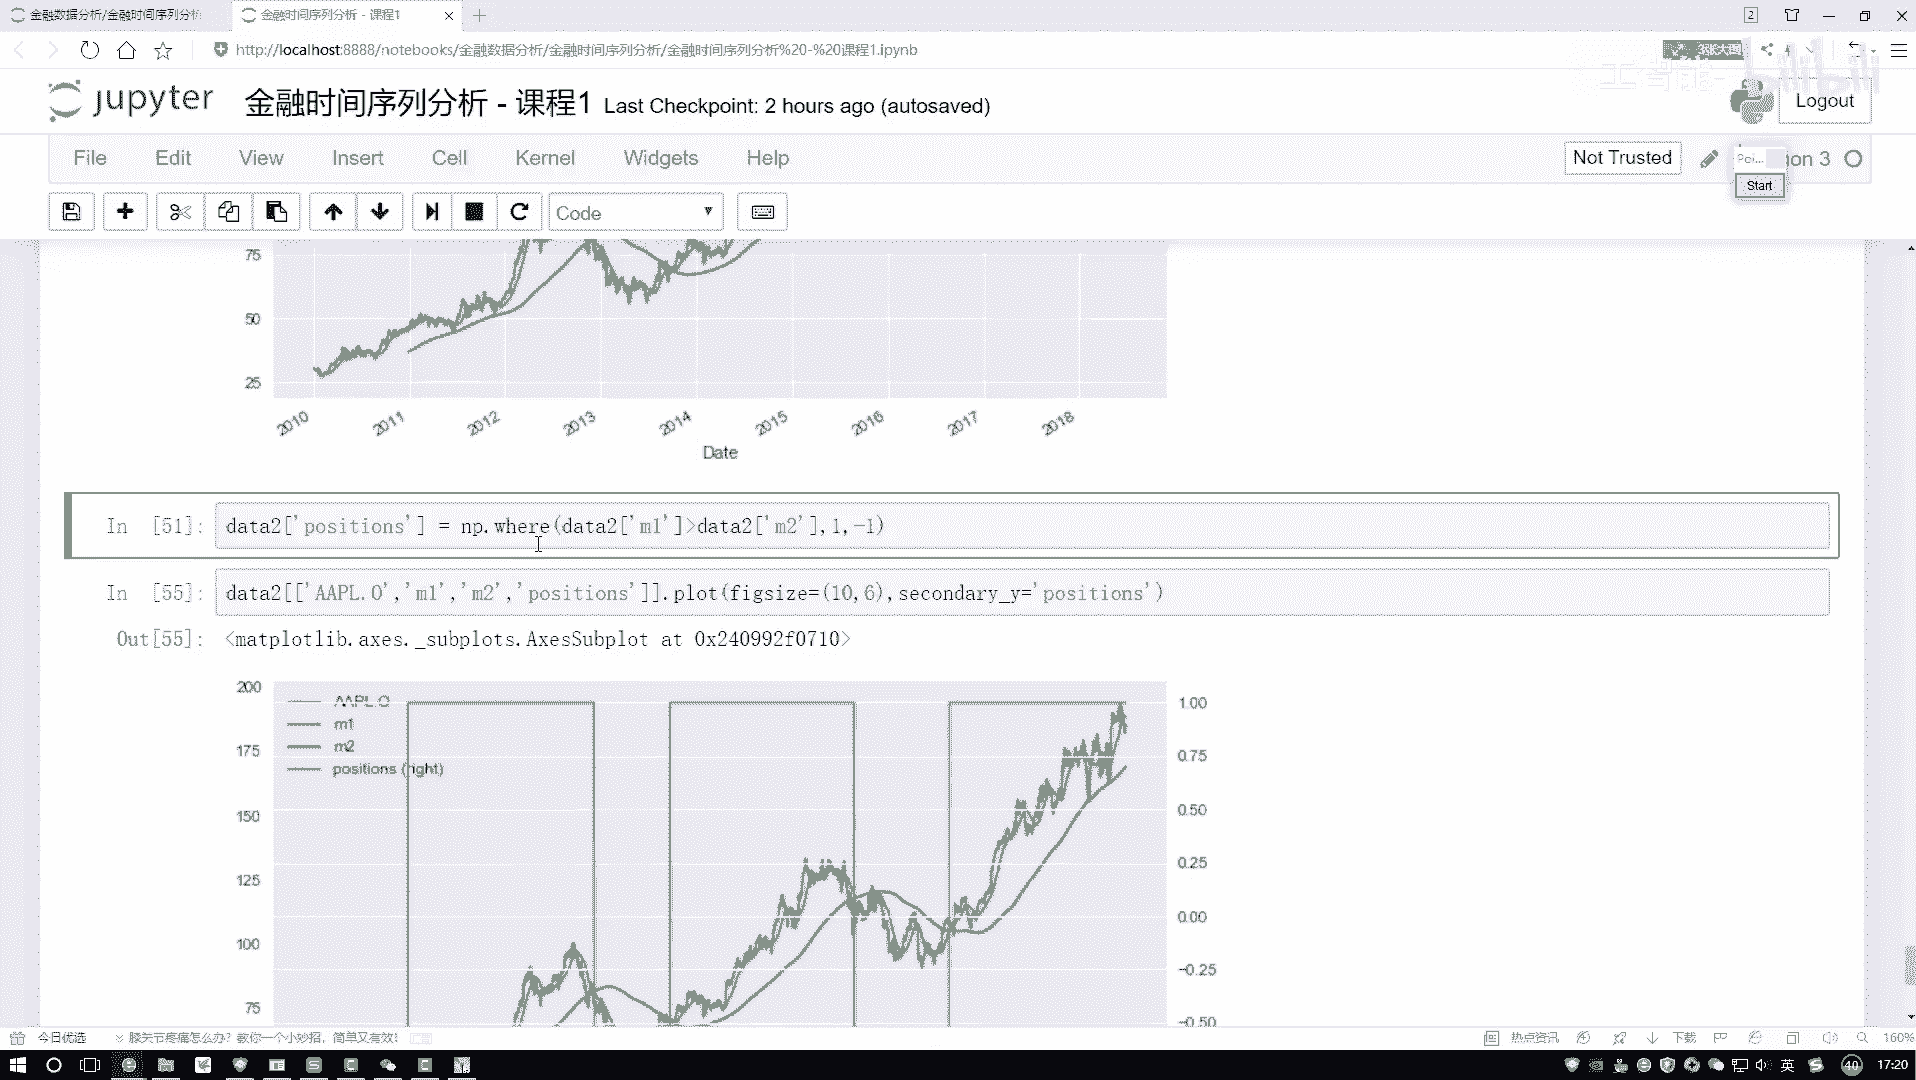 金融数据分析/金融时间序列分析
金融时间序列分析 - 课程1
2
http://localhost:8888/notebooks/金融数据分析/金融时间序列分析/金融时间序列分析%20-%20课程1.ipynb
bilibili
jupyter 金融时间序列分析 - 课程1 Last Checkpoint: 2 hours ago (autosaved)
Logout
File Edit View Insert Cell Kernel Widgets Help
Not Trusted
Poi...
on 3
Start
Code
75
50
25
2010 2011 2012 2013 2014 2015 2016 2017 2018
Date
In [51]: data2['positions'] = np.where(data2['m1']>data2['m2'],1,-1)
In [55]: data2[['AAPL.O','m1','m2','positions']].plot(figsize=(10,6),secondary_y='positions')
Out[55]: <matplotlib.axes._subplots.AxesSubplot at 0x240992f0710>
200
175
150
125
100
75
AAPL.O
m1
m2
positions (right)
1.00
0.75
0.50
0.25
0.00
-0.25
-0.50
今日优选
膝关节疼痛怎么办？教你一个小妙招，简单又有效！
热点资讯
下载
160%
英
40
17:20